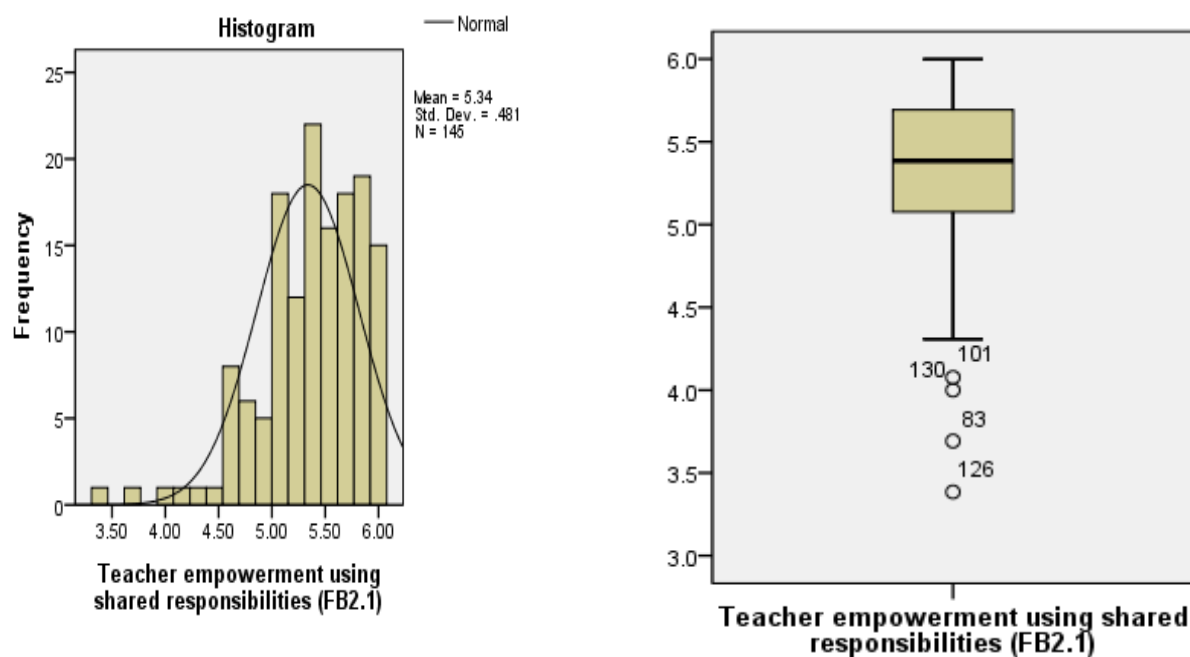 Histogram
Normal
Mean = 5.34
Std. Dev. = .481
N = 145
Frequency
25
20
15
10
5
0
3.50 4.00 4.50 5.00 5.50 6.00
Teacher empowerment using
shared responsibilities (FB2.1)
6.0
5.5
5.0
4.5
4.0
3.5
3.0
101
130
83
126
Teacher empowerment using shared
responsibilities (FB2.1)